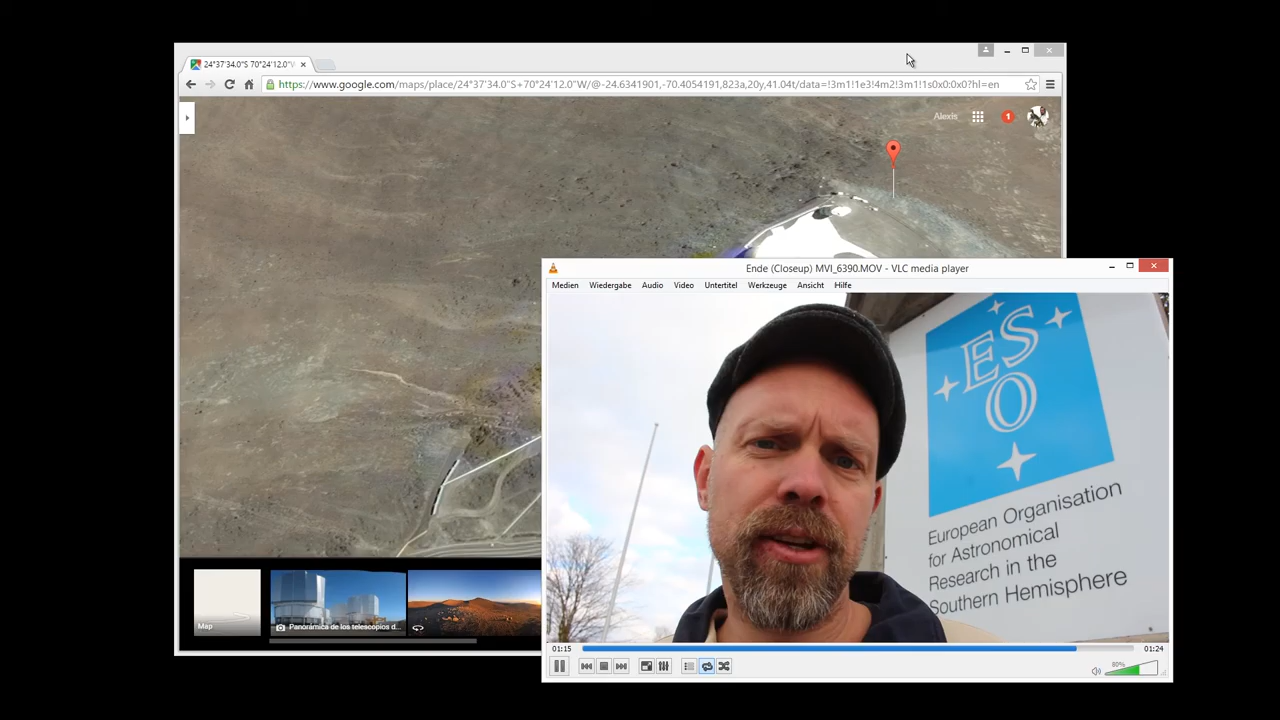 24°37'34.0"S 70°24'12.0"W
https://www.google.com/maps/place/24°37'34.0"S+70°24'12.0"W/@-24.6341901,-70.4054191,823a,20y,41.04t/data=!3m1!1e3!4m2!3m1!1s0x0:0x0?hl=en
Alexis
1
Map
Panorámica de los telescopios d...
Ende (Closeup) MVI_6390.MOV - VLC media player
Medien Wiedergabe Audio Video Untertitel Werkzeuge Ansicht Hilfe
ESO
European Organisation
for Astronomical
Research in the
Southern Hemisphere
01:15
01:24
80%